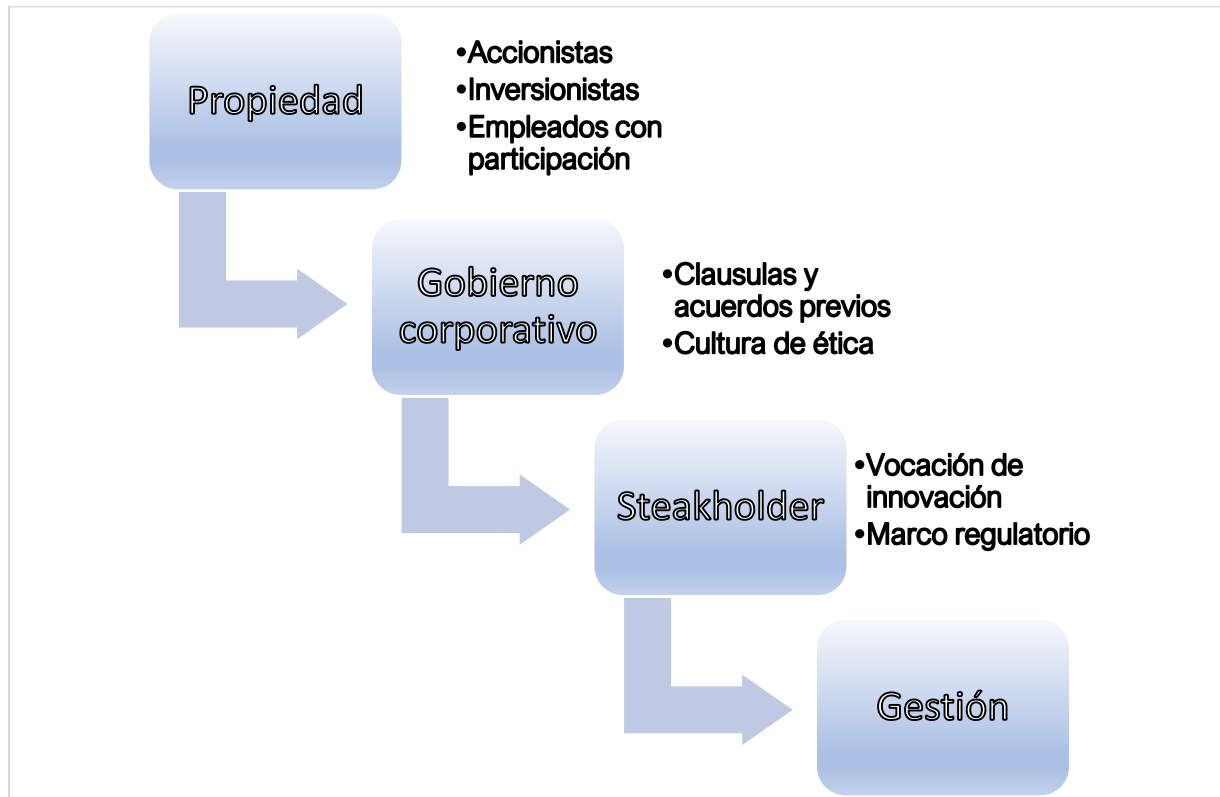 Propiedad
•Accionistas
•Inversionistas
•Empleados con
participación
Gobierno
corporativo
•Clausulas y
acuerdos previos
•Cultura de ética
Steakholder
•Vocación de
innovación
•Marco regulatorio
Gestión